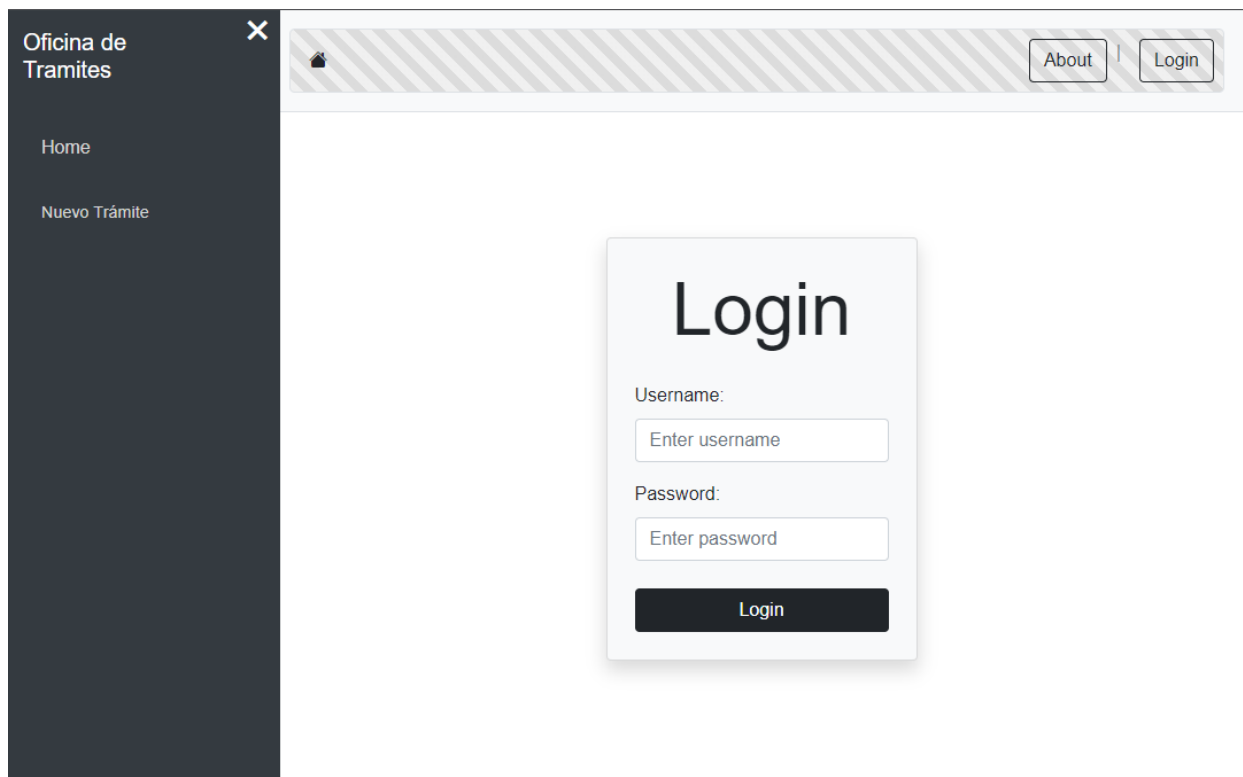 Oficina de
Tramites
Home
Nuevo Trámite
About | Login
Login
Username:
Enter username
Password:
Enter password
Login